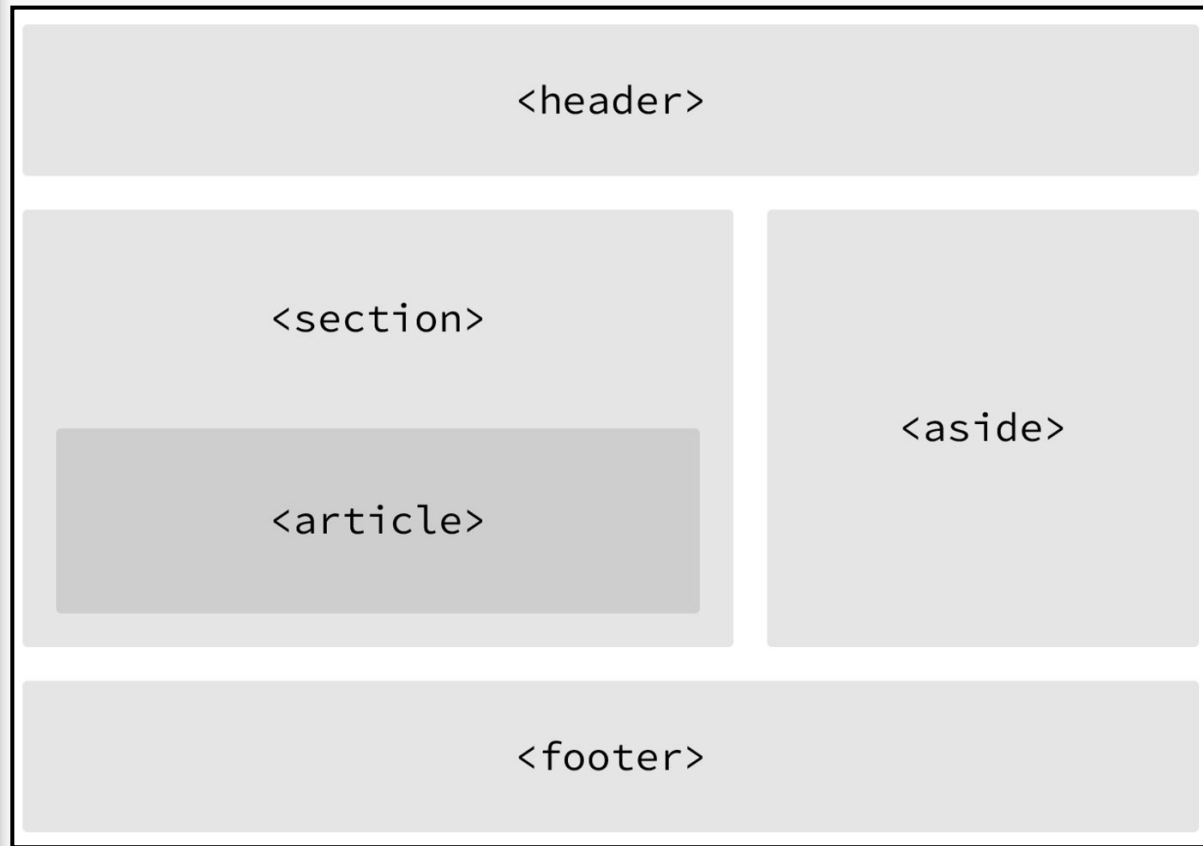 <header>
<section>
<article>
<aside>
<footer>